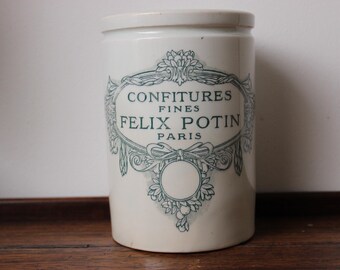 CONFITURES
FINES
FELIX POTIN
PARIS